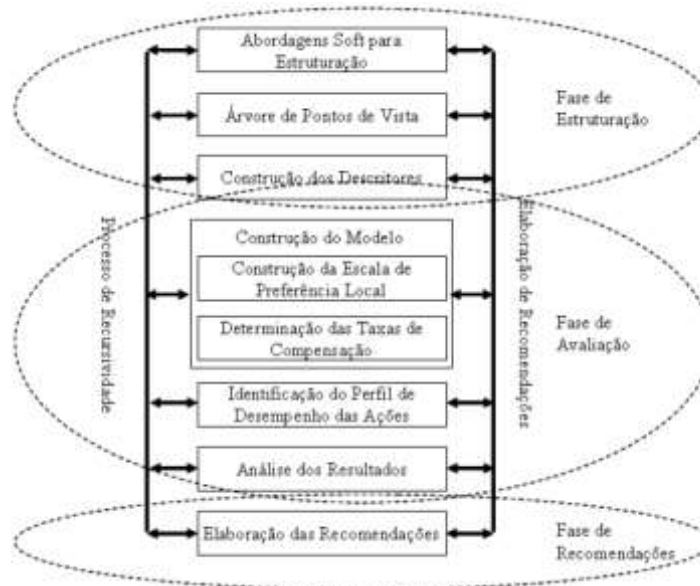 Abordagens Soft para
Estruturação
Árvore de Pontos de Vista
Fase de
Estruturação
Construção dos Descritores
Processo de Recursividade
Elaboração de Recomendações
Construção do Modelo
Construção da Escala de
Preferência Local
Determinação das Taxas de
Compensação
Fase de
Avaliação
Identificação do Perfil de
Desempenho das Ações
Análise dos Resultados
Elaboração das Recomendações
Fase de
Recomendações